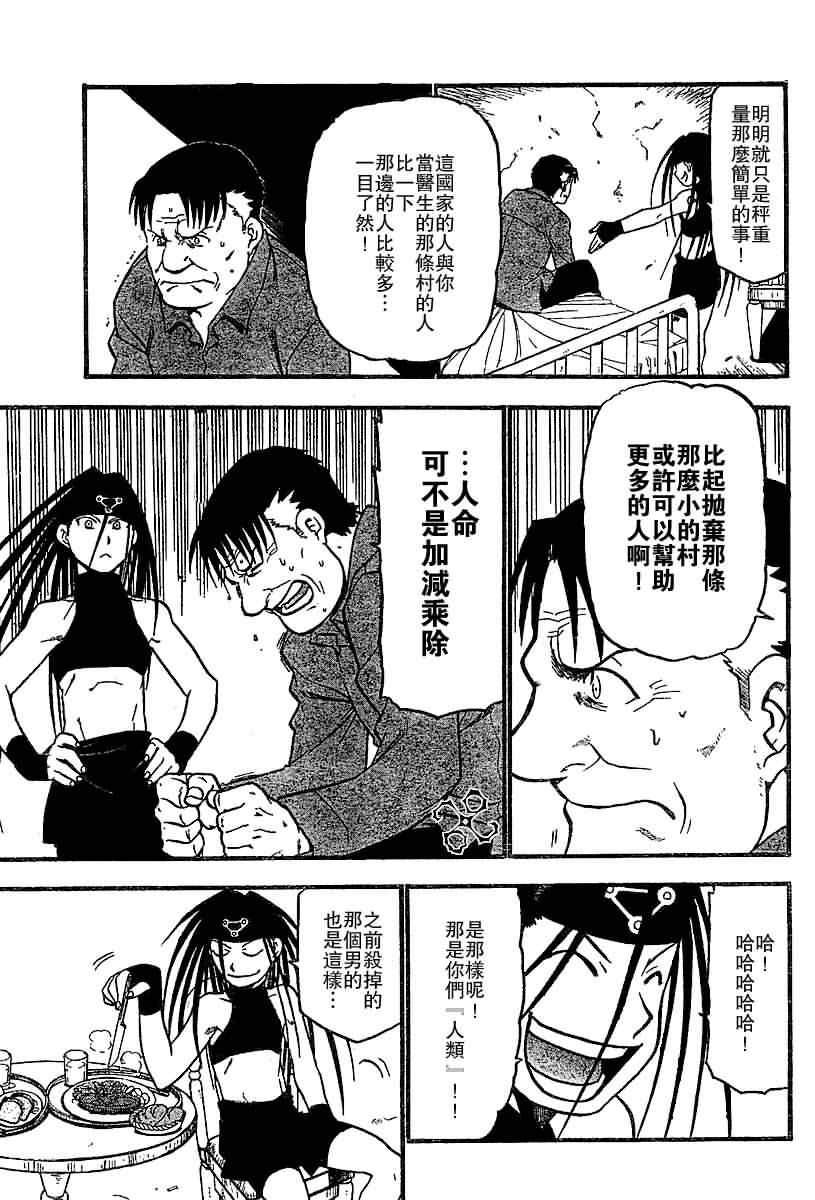 明明就只是秤重
量那麼簡單的事！
這國家的人與你
當醫生的那條村的人
比一下
那邊的人比較多…
一目了然！
比起拋棄那條
那麼小的村
或許可以幫助
更多的人啊！
…人命
可不是加減乘除
哈！
哈哈哈哈哈！
是那樣呢！
那是你們『人類』！！
之前殺掉的
那個男的
也是這樣…